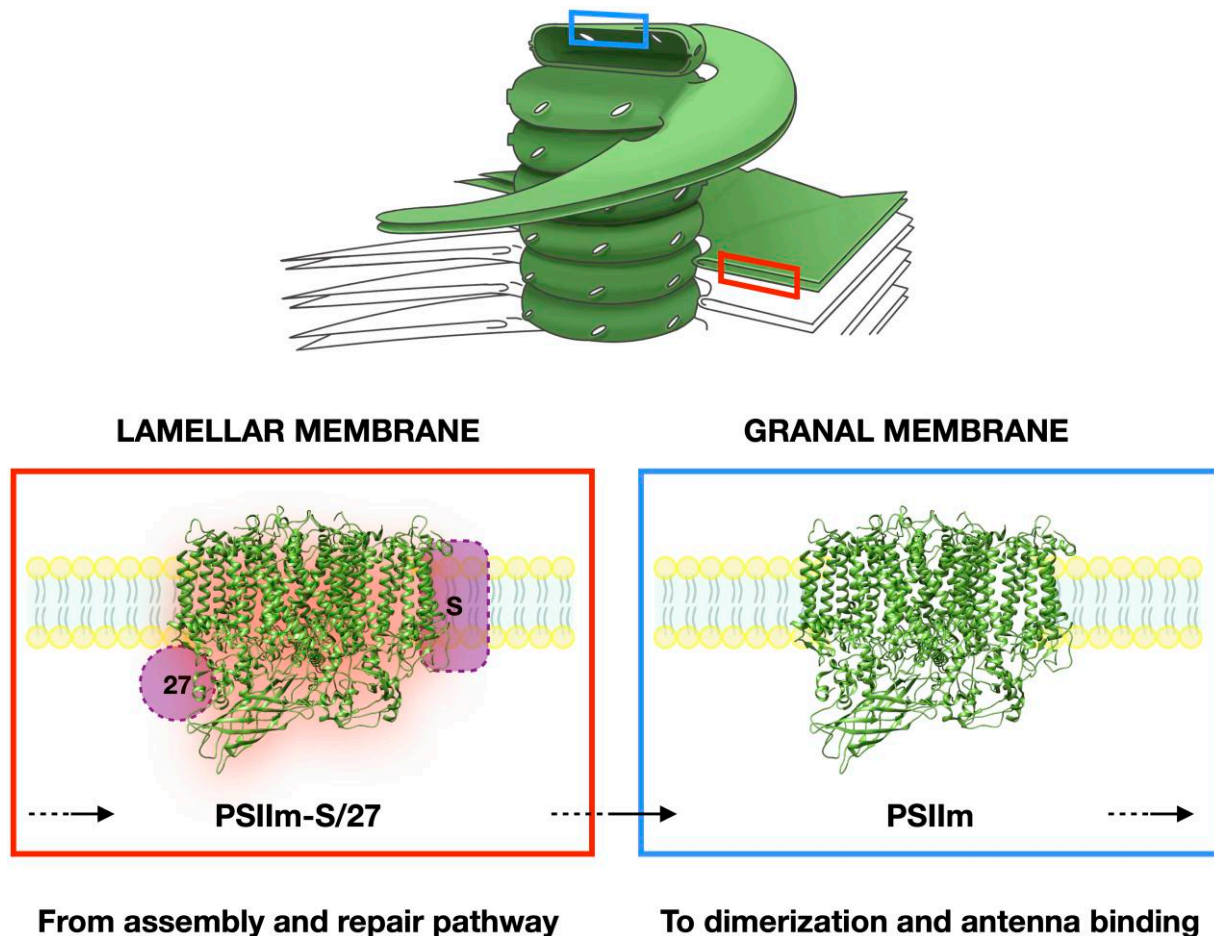 LAMELLAR MEMBRANE
GRANAL MEMBRANE
S
27
PSIIm-S/27
PSIIm
From assembly and repair pathway
To dimerization and antenna binding